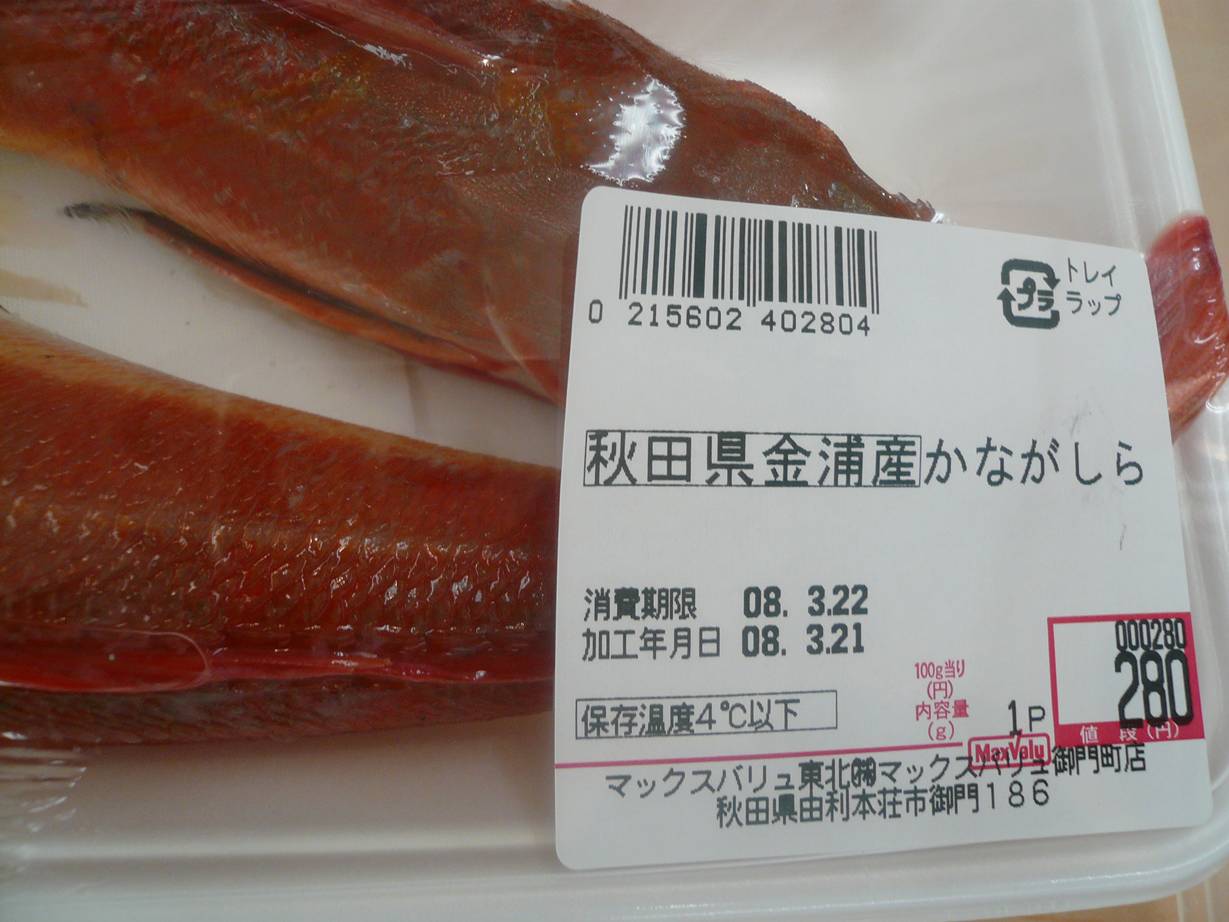 0 215602 402804
プラ
トレイ
ラップ
秋田県金浦産かながしら
消費期限 08. 3.22
加工年月日 08. 3.21
保存温度4℃以下
100g当り
(円)
内容量
(g)
1P
000280
280
値 段(円)
MaxValu
マックスバリュ東北㈱マックスバリュ御門町店
秋田県由利本荘市御門186